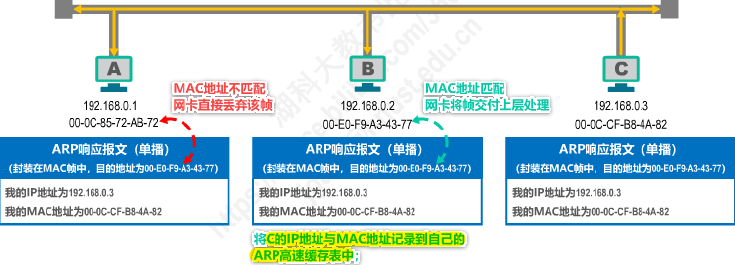 A
B
C
MAC地址不匹配
网卡直接丢弃该帧
MAC地址匹配
网卡将帧交付上层处理
192.168.0.1
00-0C-85-72-AB-72
192.168.0.2
00-E0-F9-A3-43-77
192.168.0.3
00-0C-CF-B8-4A-82
ARP响应报文（单播）
(封装在MAC帧中，目的地址为00-E0-F9-A3-43-77)
我的IP地址为192.168.0.3
我的MAC地址为00-0C-CF-B8-4A-82
ARP响应报文（单播）
(封装在MAC帧中，目的地址为00-E0-F9-A3-43-77)
我的IP地址为192.168.0.3
我的MAC地址为00-0C-CF-B8-4A-82
ARP响应报文（单播）
(封装在MAC帧中，目的地址为00-E0-F9-A3-43-77)
我的IP地址为192.168.0.3
我的MAC地址为00-0C-CF-B8-4A-82
将C的IP地址与MAC地址记录到自己的
ARP高速缓存表中；